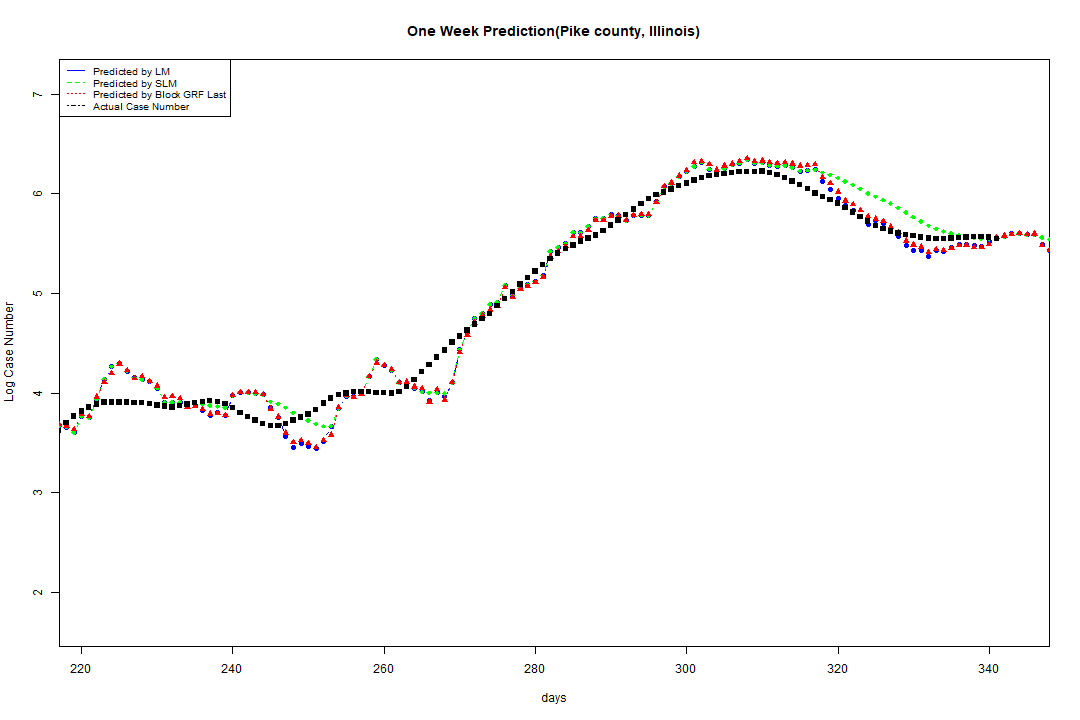 One Week Prediction(Pike county, Illinois)
Predicted by LM
Predicted by SLM
Predicted by Block GRF Last
Actual Case Number
7
6
5
4
3
2
Log Case Number
220 240 260 280 300 320 340
days